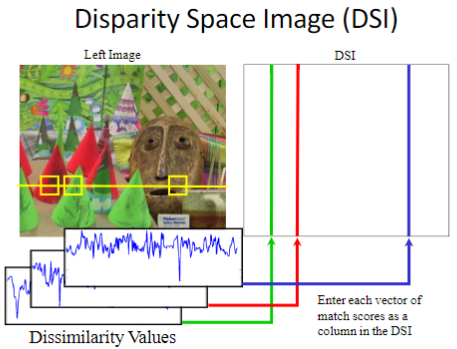 Disparity Space Image (DSI)
Left Image
DSI
Enter each vector of
match scores as a
column in the DSI
Dissimilarity Values